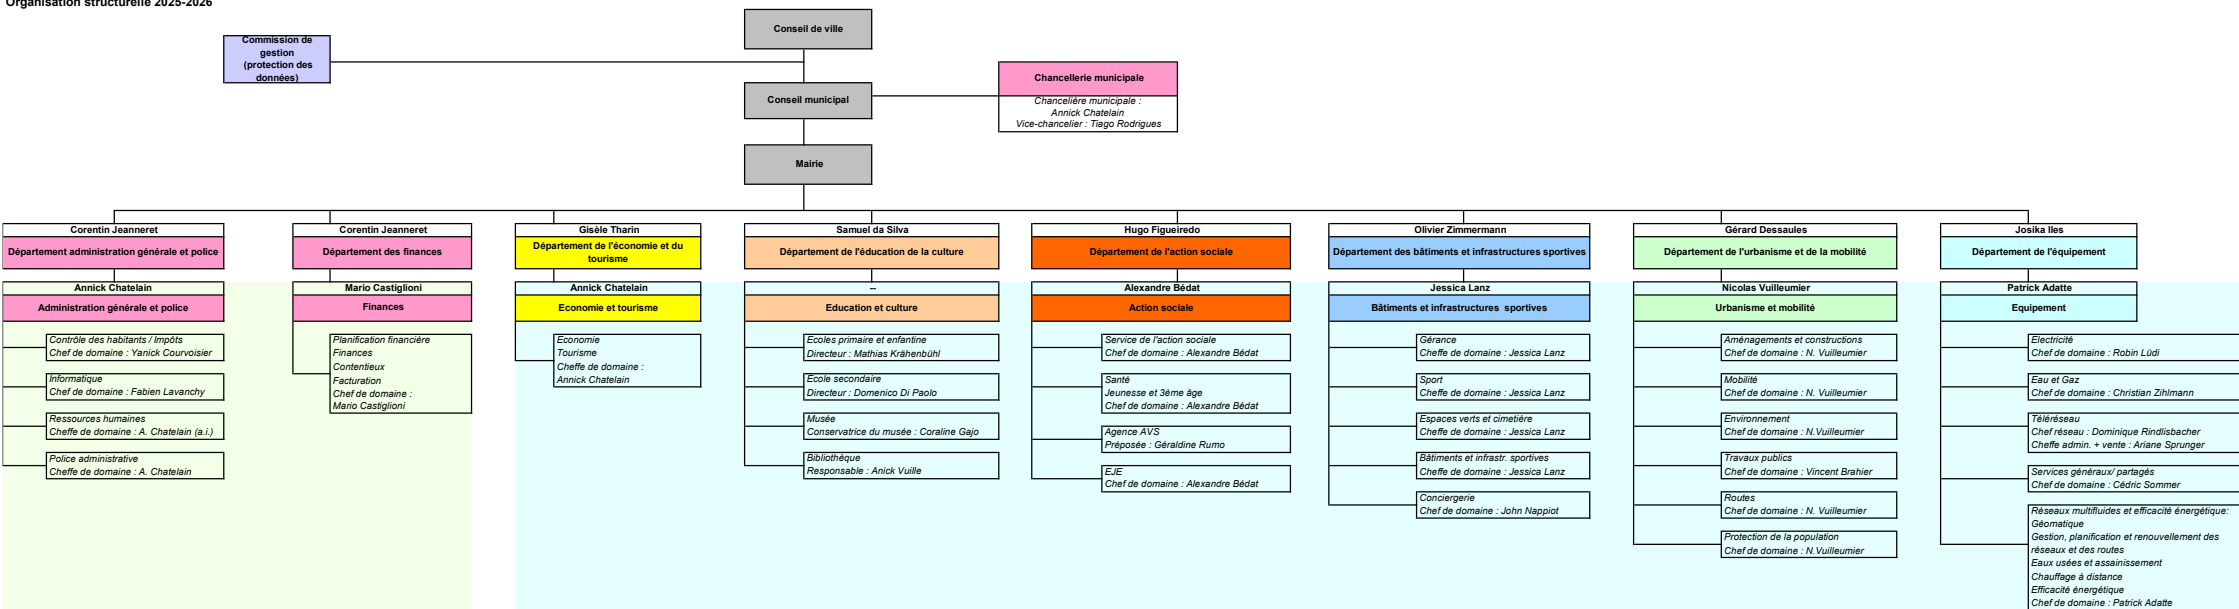 Organisation structurelle 2025-2026
Conseil de ville
Commission de
gestion
(protection des
données)
Chancellerie municipale
Chancelière municipale :
Annick Chatelain
Vice-chancelier : Tiago Rodrigues
Conseil municipal
Mairie
Corentin Jeanneret
Département administration générale et police
Annick Chatelain
Administration générale et police
Contrôle des habitants / Impôts
Chef de domaine : Yanick Courvoisier
Informatique
Chef de domaine : Fabien Lavanchy
Ressources humaines
Cheffe de domaine : A. Chatelain (a.i.)
Police administrative
Cheffe de domaine : A. Chatelain
Corentin Jeanneret
Département des finances
Mario Castiglioni
Finances
Planification financière
Finances
Contentieux
Facturation
Chef de domaine :
Mario Castiglioni
Gisèle Tharin
Département de l'économie et du
tourisme
Annick Chatelain
Economie et tourisme
Economie
Tourisme
Cheffe de domaine :
Annick Chatelain
Samuel da Silva
Département de l'éducation de la culture
--
Education et culture
Ecoles primaire et enfantine
Directeur : Mathias Krähenbühl
Ecole secondaire
Directeur : Domenico Di Paolo
Musée
Conservatrice du musée : Coraline Gajo
Bibliothèque
Responsable : Anick Vuille
Hugo Figueiredo
Département de l'action sociale
Alexandre Bédat
Action sociale
Service de l'action sociale
Chef de domaine : Alexandre Bédat
Santé
Jeunesse et 3ème âge
Chef de domaine : Alexandre Bédat
Agence AVS
Préposée : Géraldine Rumo
EJE
Chef de domaine : Alexandre Bédat
Olivier Zimmermann
Département des bâtiments et infrastructures sportives
Jessica Lanz
Bâtiments et infrastructures sportives
Gérance
Cheffe de domaine : Jessica Lanz
Sport
Cheffe de domaine : Jessica Lanz
Espaces verts et cimetière
Cheffe de domaine : Jessica Lanz
Bâtiments et infrastr. sportives
Cheffe de domaine : Jessica Lanz
Conciergerie
Chef de domaine : John Nappiot
Gérard Dessaules
Département de l'urbanisme et de la mobilité
Nicolas Vuilleumier
Urbanisme et mobilité
Aménagements et constructions
Chef de domaine : N. Vuilleumier
Mobilité
Chef de domaine : N. Vuilleumier
Environnement
Chef de domaine : N.Vuilleumier
Travaux publics
Chef de domaine : Vincent Brahier
Routes
Chef de domaine : N. Vuilleumier
Protection de la population
Chef de domaine : N.Vuilleumier
Josika Iles
Département de l'équipement
Patrick Adatte
Equipement
Electricité
Chef de domaine : Robin Lüdi
Eau et Gaz
Chef de domaine : Christian Zihlmann
Téléréseau
Chef réseau : Dominique Rindlisbacher
Cheffe admin. + vente : Ariane Sprunger
Services généraux/ partagés
Chef de domaine : Cédric Sommer
Réseaux multifluides et efficacité énergétique:
Géomatique
Gestion, planification et renouvellement des
réseaux et des routes
Eaux usées et assainissement
Chauffage à distance
Efficacité énergétique
Chef de domaine : Patrick Adatte